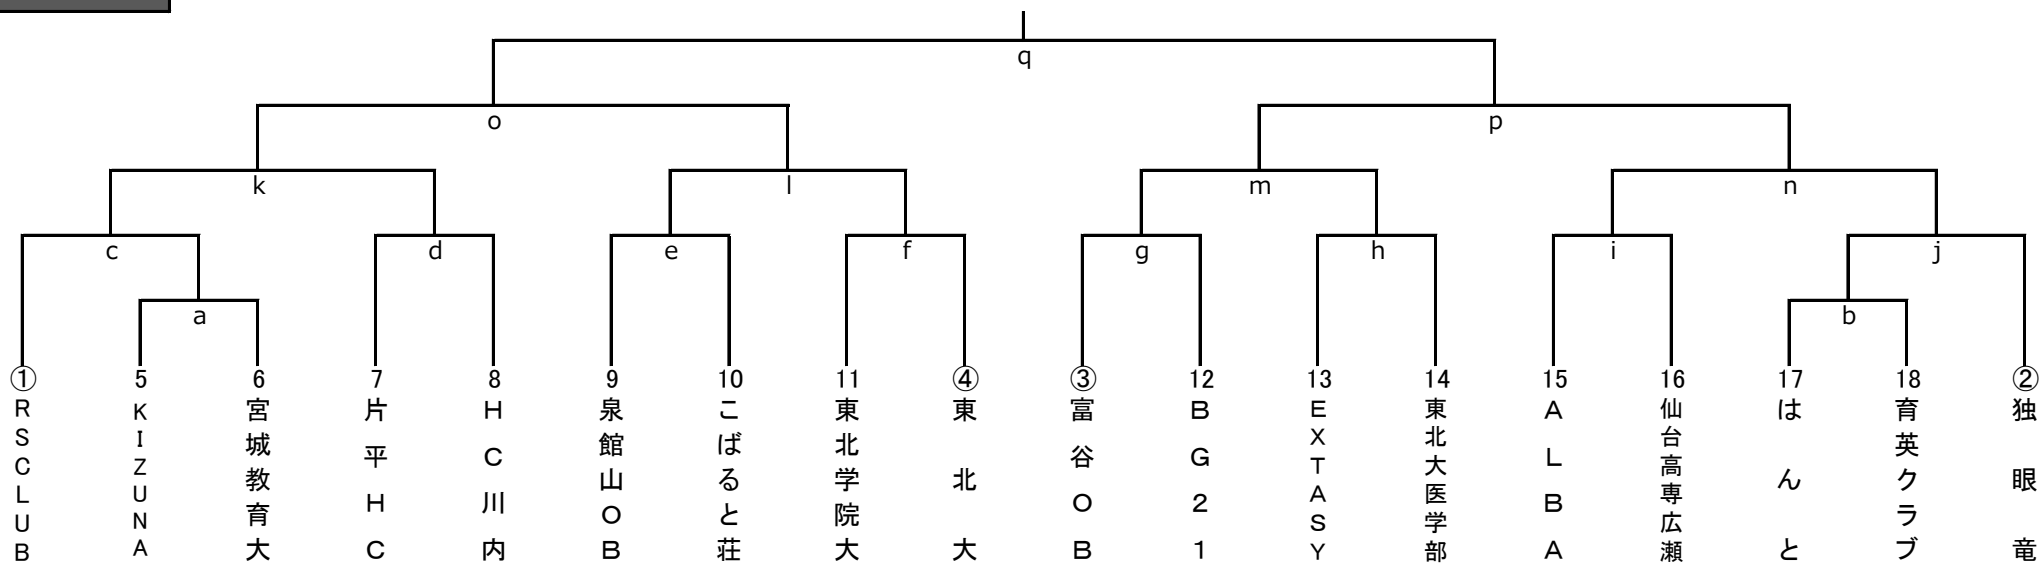 q
o
p
k
l
m
n
c
d
e
f
g
h
i
j
a
b
① RSCLUB
5 KIZUNA
6 宮城教育大
7 片平HC
8 HC川内
9 泉館山OB
10 こばると荘
11 東北学院大
④ 東北大
③ 富谷OB
12 BG21
13 EXTASY
14 東北大医学部
15 ALBA
16 仙台高専広瀬
17 はんと
18 育英クラブ
② 独眼竜